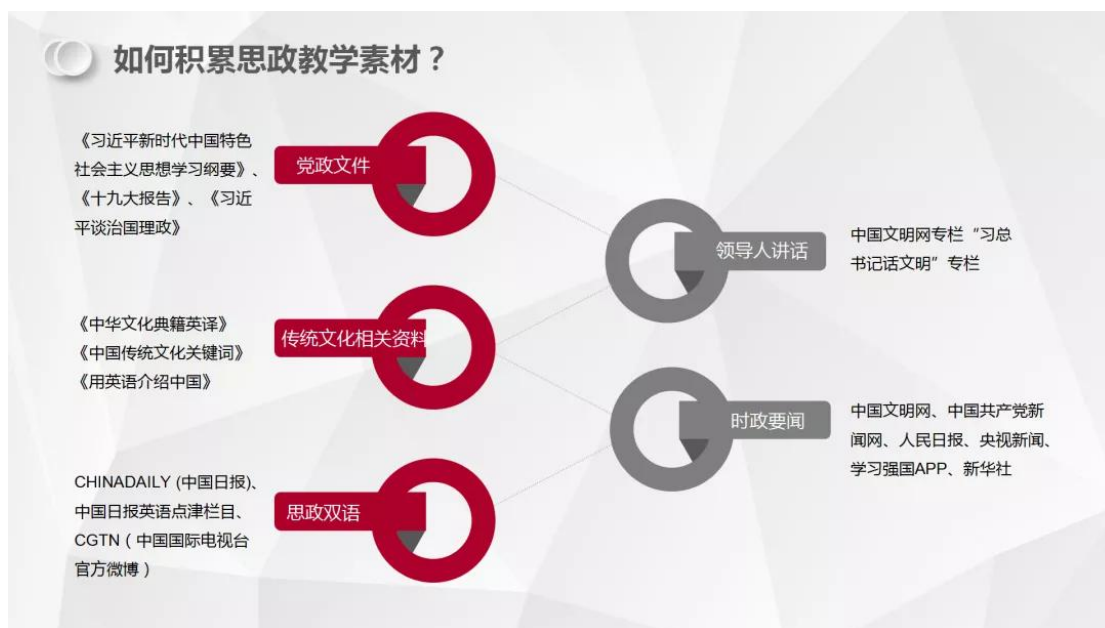 如何积累思政教学素材？
《习近平新时代中国特色
社会主义思想学习纲要》、
《十九大报告》、《习近
平谈治国理政》
党政文件
领导人讲话
中国文明网专栏“习总
书记话文明”专栏
《中华文化典籍英译》
《中国传统文化关键词》
《用英语介绍中国》
传统文化相关资料
时政要闻
中国文明网、中国共产党新
闻网、人民日报、央视新闻、
学习强国APP、新华社
CHINADAILY (中国日报)、
中国日报英语点津栏目、
CGTN（中国国际电视台
官方微博）
思政双语